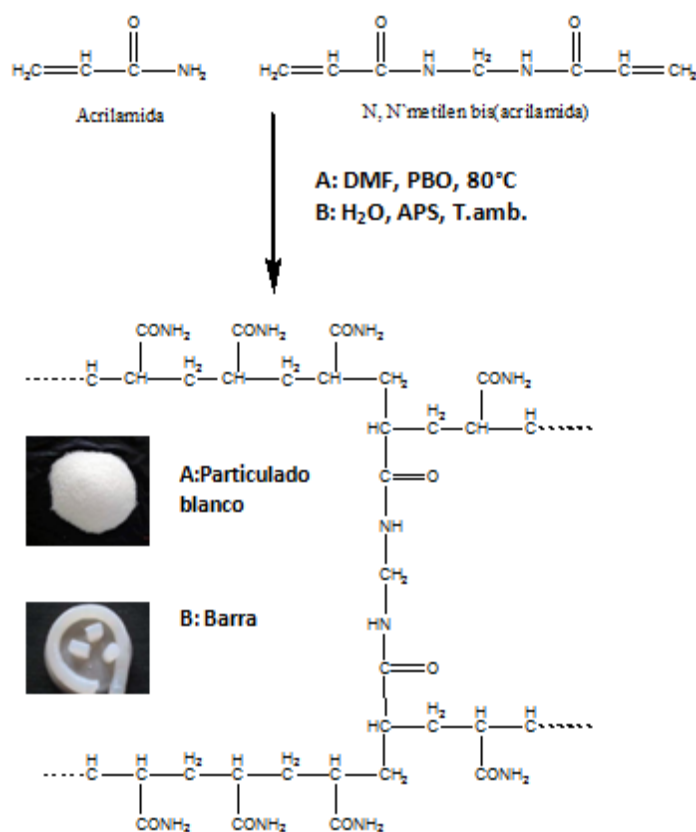 O
H
H₂C
C
C
NH₂
Acrilamida
O
H
H
H₂
H
O
H₂C
C
C
N
C
N
C
C
CH₂
H
N, N`metilen bis(acrilamida)
A: DMF, PBO, 80°C
B: H₂O, APS, T.amb.
CONH₂ CONH₂ CONH₂
H
H₂
H₂
C
CH
C
CH
C
CH
CH₂
CONH₂
H₂
H
HC
C
CH
C
A:Particulado
blanco
C
O
NH
CH₂
B: Barra
HN
C
O
H₂
H
H
HC
C
C
C
H
H
H₂
H
H₂
H
C
C
C
C
C
C
CH₂
CONH₂
CONH₂ CONH₂ CONH₂